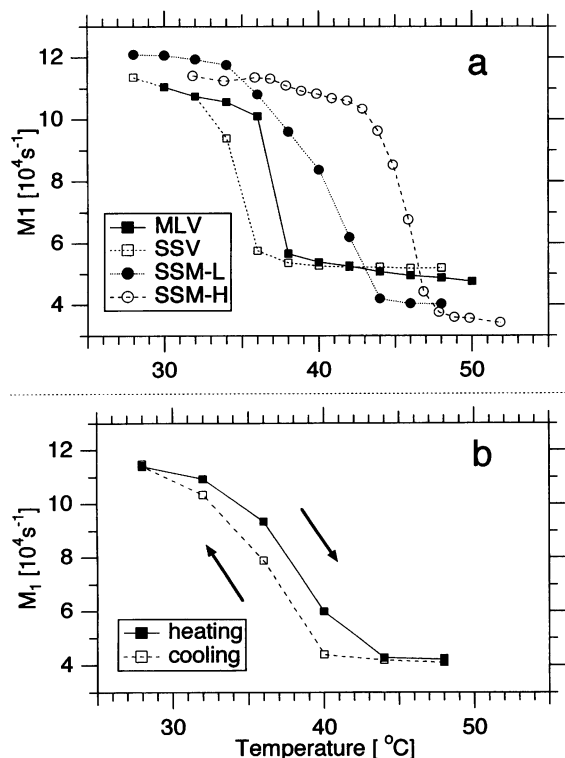 12
10
8
6
4
M1 [10⁴s⁻¹]
a
MLV
SSV
SSM-L
SSM-H
30
40
50
12
10
8
6
4
M₁ [10⁴s⁻¹]
b
heating
cooling
30
40
50
Temperature [ °C]